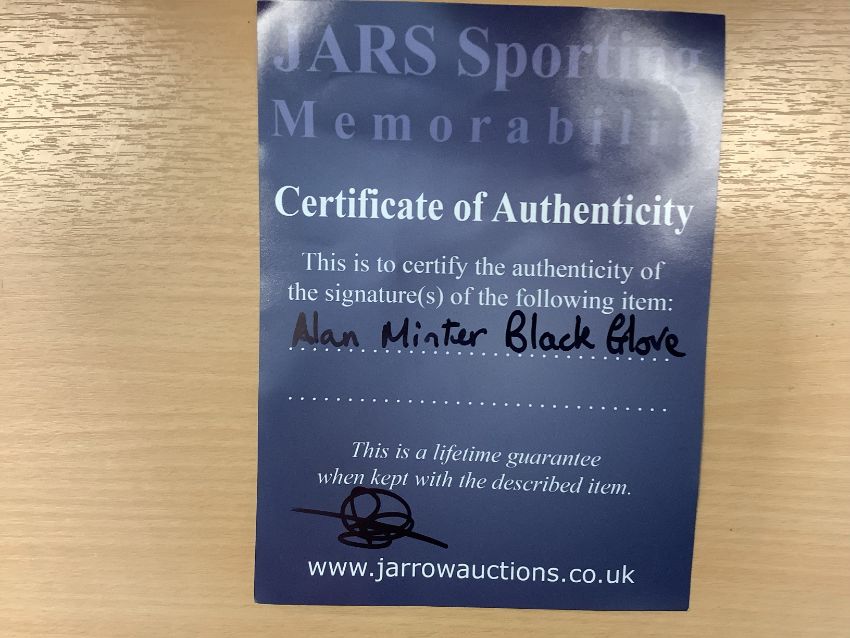 JARS Sporting
Memorabilia
Certificate of Authenticity
This is to certify the authenticity of
the signature(s) of the following item:
Alan Minter Black Glove
This is a lifetime guarantee
when kept with the described item.
www.jarrowauctions.co.uk